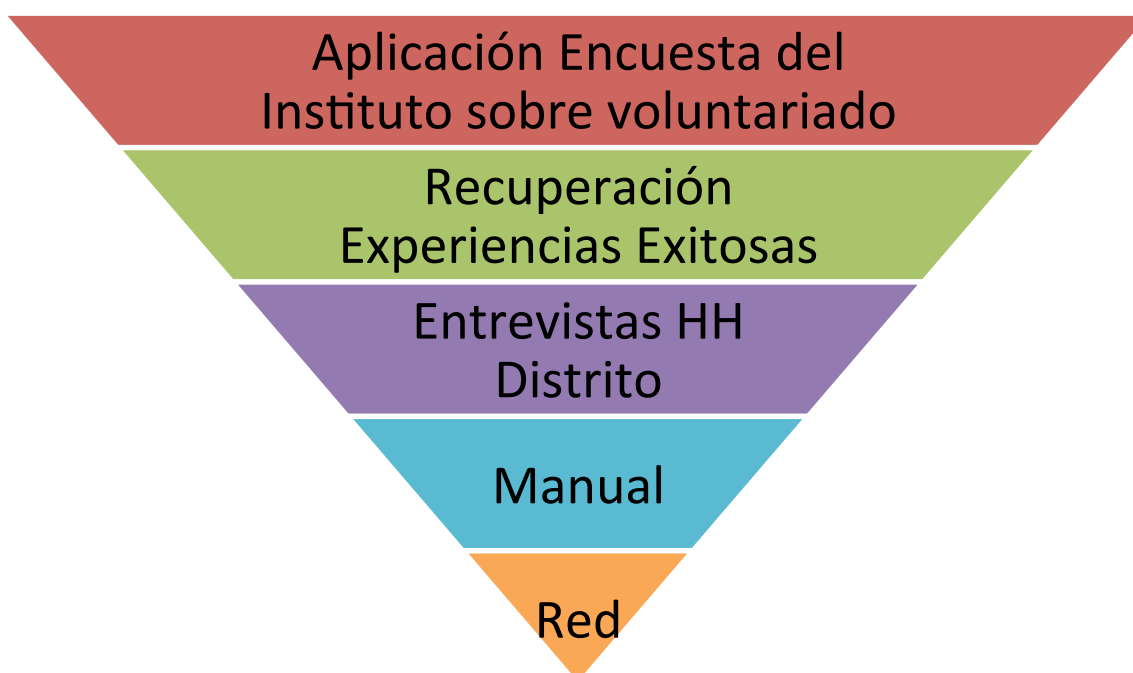 Aplicación Encuesta del
Instituto sobre voluntariado
Recuperación
Experiencias Exitosas
Entrevistas HH
Distrito
Manual
Red